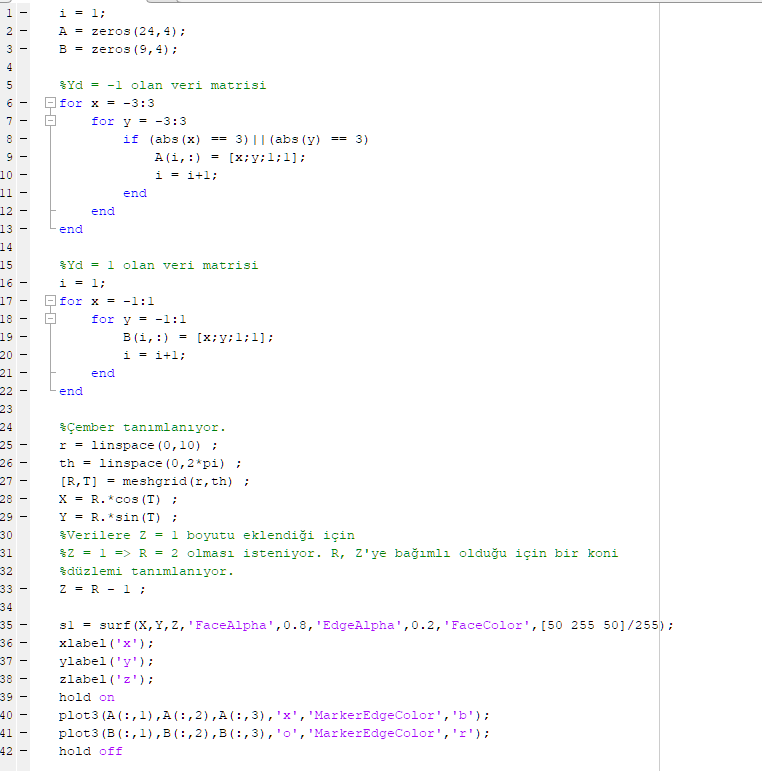 1 – i = 1;
2 – A = zeros(24,4);
3 – B = zeros(9,4);
4
5 %Yd = -1 olan veri matrisi
6 – for x = -3:3
7 – for y = -3:3
8 – if (abs(x) == 3)||(abs(y) == 3)
9 – A(i,:) = [x;y;1;1];
10 – i = i+1;
11 – end
12 – end
13 – end
14
15 %Yd = 1 olan veri matrisi
16 – i = 1;
17 – for x = -1:1
18 – for y = -1:1
19 – B(i,:) = [x;y;1;1];
20 – i = i+1;
21 – end
22 – end
23
24 %Çember tanımlanıyor.
25 – r = linspace(0,10) ;
26 – th = linspace(0,2*pi) ;
27 – [R,T] = meshgrid(r,th) ;
28 – X = R.*cos(T) ;
29 – Y = R.*sin(T) ;
30 %Verilere Z = 1 boyutu eklendiği için
31 %Z = 1 => R = 2 olması isteniyor. R, Z'ye bağımlı olduğu için bir koni
32 %düzlemi tanımlanıyor.
33 – Z = R - 1 ;
34
35 – s1 = surf(X,Y,Z,'FaceAlpha',0.8,'EdgeAlpha',0.2,'FaceColor',[50 255 50]/255);
36 – xlabel('x');
37 – ylabel('y');
38 – zlabel('z');
39 – hold on
40 – plot3(A(:,1),A(:,2),A(:,3),'x','MarkerEdgeColor','b');
41 – plot3(B(:,1),B(:,2),B(:,3),'o','MarkerEdgeColor','r');
42 – hold off